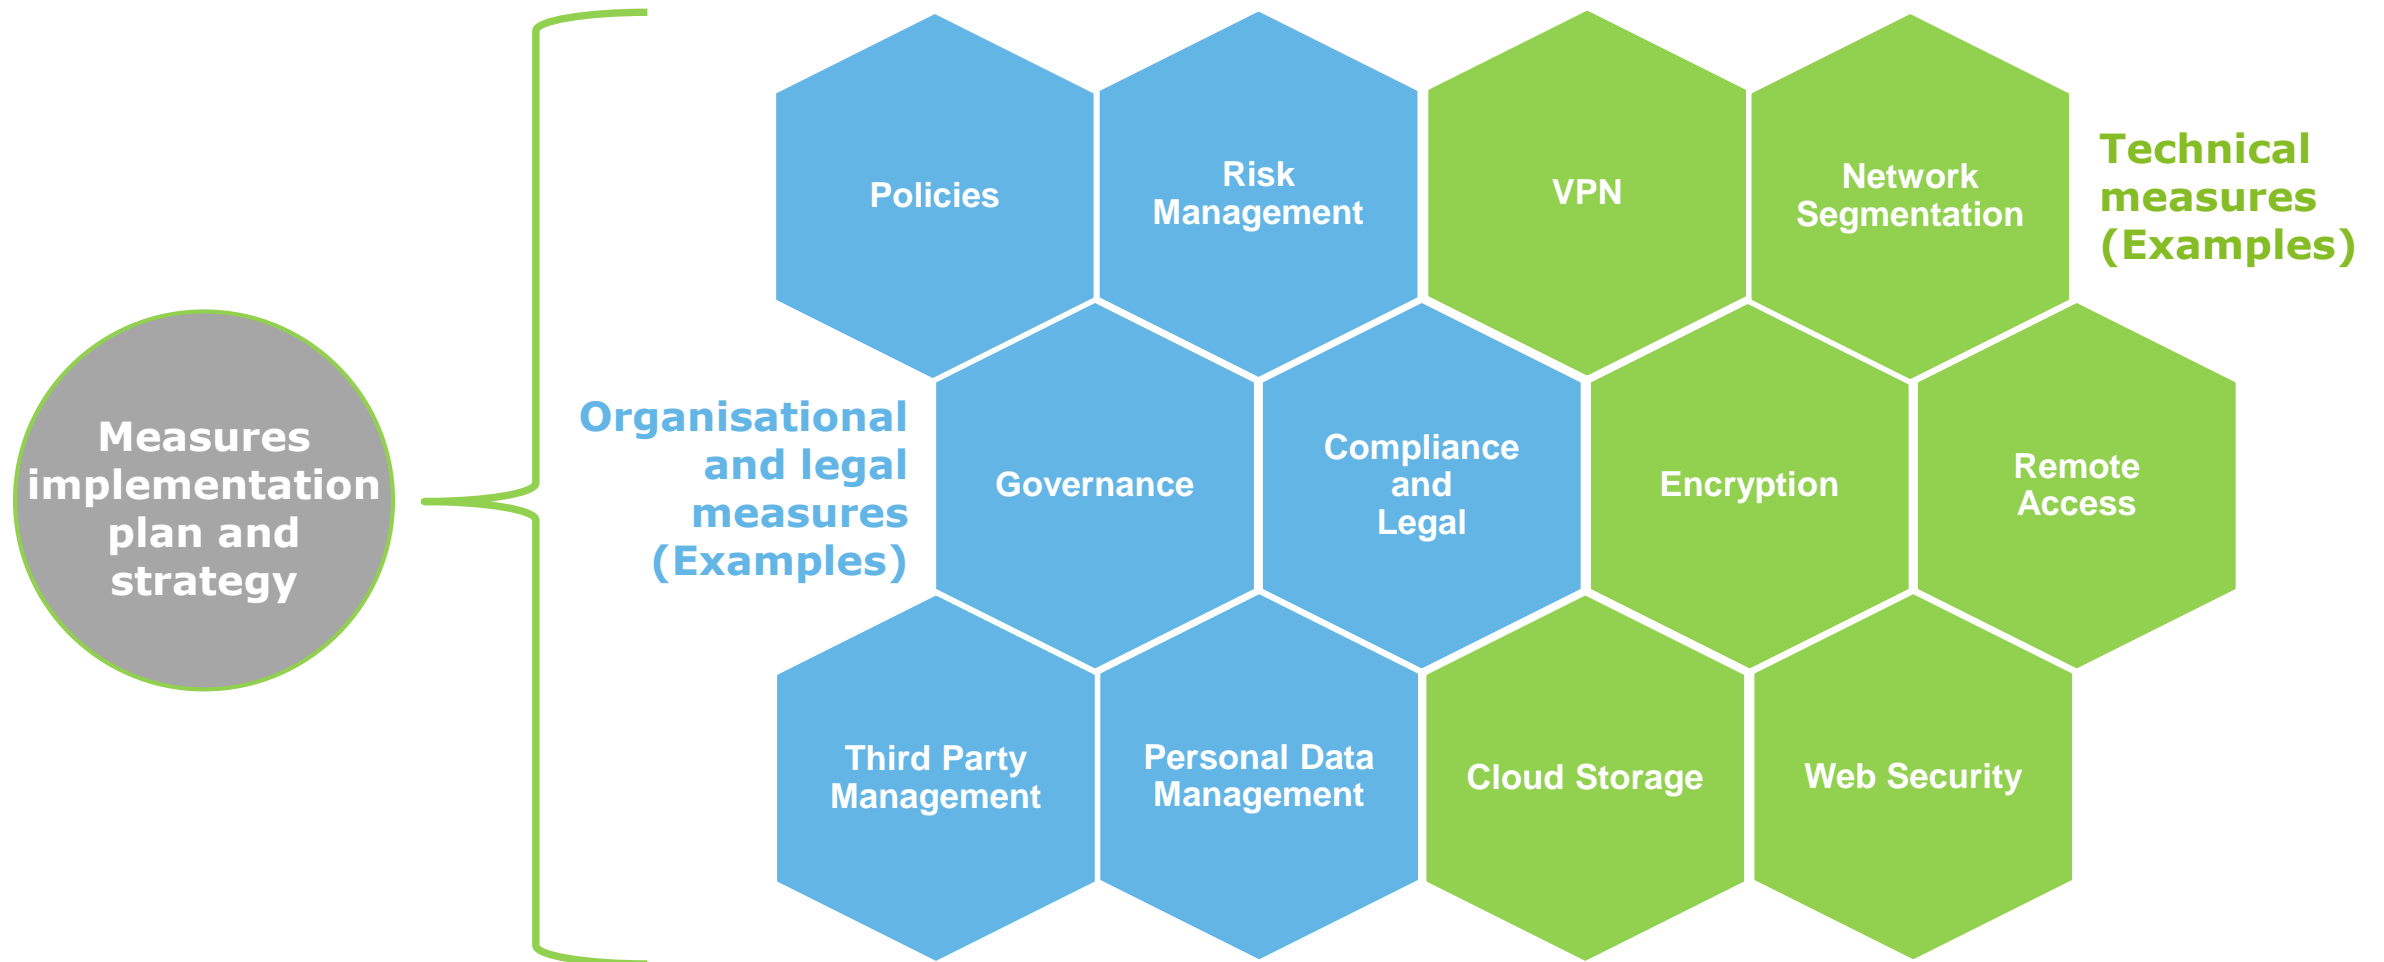 Measures
implementation
plan and
strategy
Organisational
and legal
measures
(Examples)
Policies
Risk
Management
VPN
Network
Segmentation
Technical
measures
(Examples)
Governance
Compliance
and
Legal
Encryption
Remote
Access
Third Party
Management
Personal Data
Management
Cloud Storage
Web Security